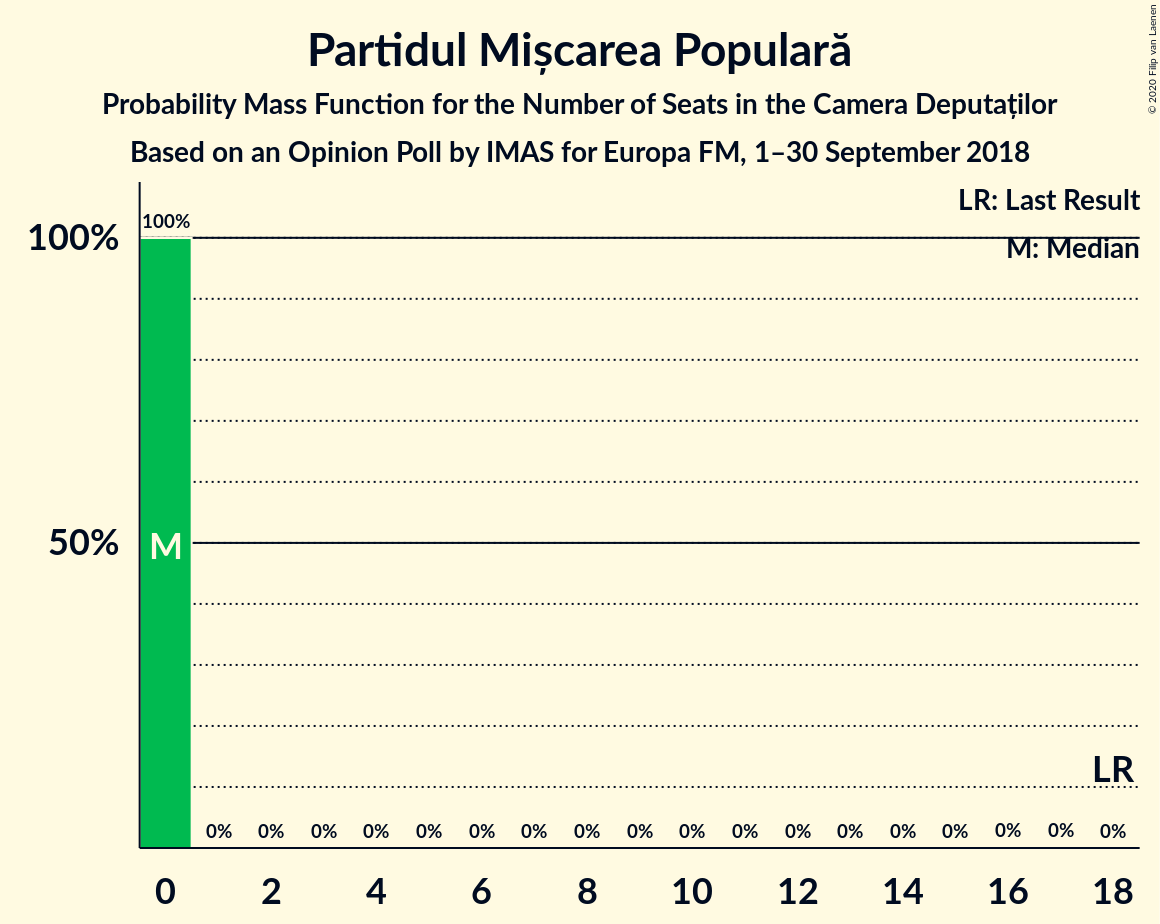 Partidul Mișcarea Populară
Probability Mass Function for the Number of Seats in the Camera Deputaților
Based on an Opinion Poll by IMAS for Europa FM, 1–30 September 2018
© 2020 Filip van Laenen
LR: Last Result
M: Median
100%
100%
50%
M
LR
0% 0% 0% 0% 0% 0% 0% 0% 0% 0% 0% 0% 0% 0% 0% 0% 0% 0%
0 2 4 6 8 10 12 14 16 18